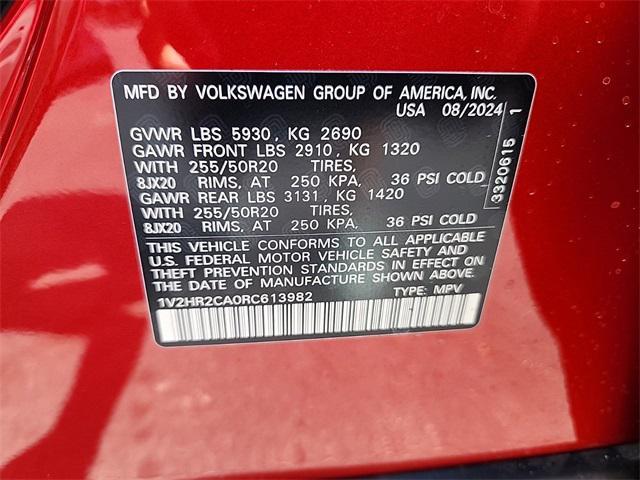 MFD BY VOLKSWAGEN GROUP OF AMERICA, INC.
USA 08/2024
GVWR LBS 5930, KG 2690
GAWR FRONT LBS 2910, KG 1320
WITH 255/50R20 TIRES,
8JX20 RIMS, AT 250 KPA, 36 PSI COLD
GAWR REAR LBS 3131, KG 1420
WITH 255/50R20 TIRES,
8JX20 RIMS, AT 250 KPA, 36 PSI COLD
THIS VEHICLE CONFORMS TO ALL APPLICABLE
U.S. FEDERAL MOTOR VEHICLE SAFETY AND
THEFT PREVENTION STANDARDS IN EFFECT ON
THE DATE OF MANUFACTURE SHOWN ABOVE.
1V2HR2CA0RC613982 TYPE: MPV
3320615 1